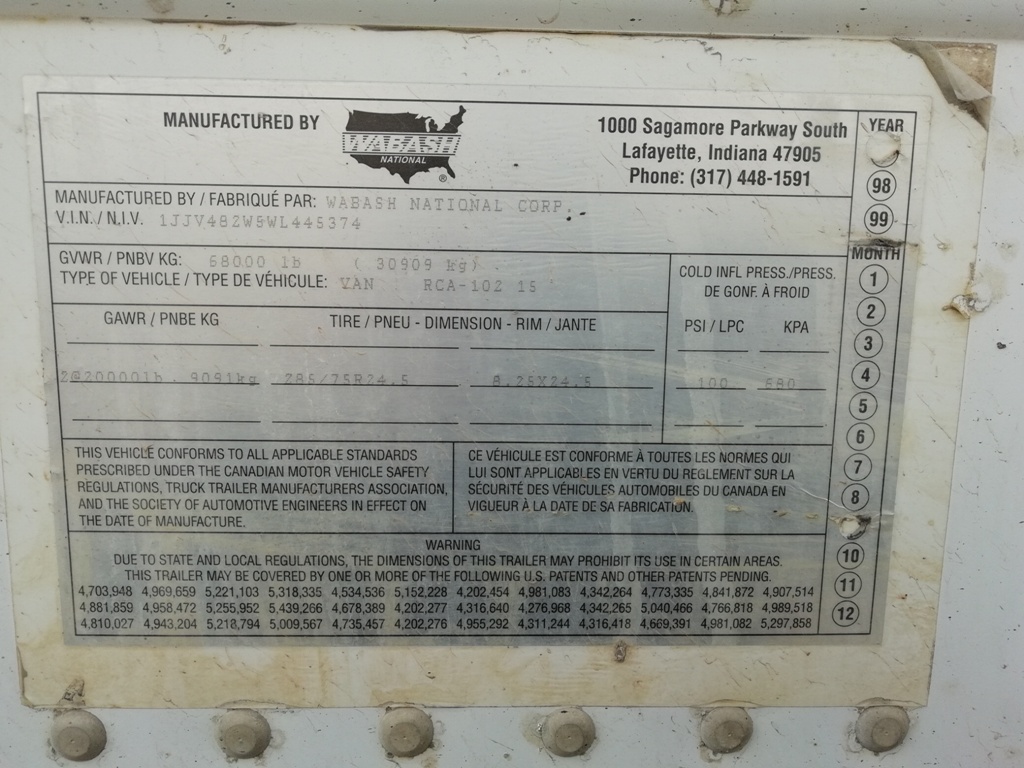 MANUFACTURED BY
WABASH
NATIONAL
®
1000 Sagamore Parkway South
Lafayette, Indiana 47905
Phone: (317) 448-1591
MANUFACTURED BY / FABRIQUÉ PAR: WABASH NATIONAL CORP.
V.I.N. / N.I.V. 1JJV482W5WL445374
GVWR / PNBV KG: 68000 lb ( 30909 kg)
TYPE OF VEHICLE / TYPE DE VÉHICULE: VAN RCA-102 15
COLD INFL PRESS./PRESS.
DE GONF. À FROID
GAWR / PNBE KG TIRE / PNEU - DIMENSION - RIM / JANTE PSI / LPC KPA
2@20000lb. 9091kg 285/75R24.5 8.25X24.5 100 680
THIS VEHICLE CONFORMS TO ALL APPLICABLE STANDARDS
PRESCRIBED UNDER THE CANADIAN MOTOR VEHICLE SAFETY
REGULATIONS, TRUCK TRAILER MANUFACTURERS ASSOCIATION,
AND THE SOCIETY OF AUTOMOTIVE ENGINEERS IN EFFECT ON
THE DATE OF MANUFACTURE.
CE VÉHICULE EST CONFORME À TOUTES LES NORMES QUI
LUI SONT APPLICABLES EN VERTU DU REGLEMENT SUR LA
SÉCURITÉ DES VÉHICULES AUTOMOBILES DU CANADA EN
VIGUEUR À LA DATE DE SA FABRICATION.
WARNING
DUE TO STATE AND LOCAL REGULATIONS, THE DIMENSIONS OF THIS TRAILER MAY PROHIBIT ITS USE IN CERTAIN AREAS.
THIS TRAILER MAY BE COVERED BY ONE OR MORE OF THE FOLLOWING U.S. PATENTS AND OTHER PATENTS PENDING.
4,703,948 4,969,659 5,221,103 5,318,335 4,534,536 5,152,228 4,202,454 4,981,083 4,342,264 4,773,335 4,841,872 4,907,514
4,881,859 4,958,472 5,255,952 5,439,266 4,678,389 4,202,277 4,316,640 4,276,968 4,342,265 5,040,466 4,766,818 4,989,518
4,810,027 4,943,204 5,218,794 5,009,567 4,735,457 4,202,276 4,955,292 4,311,244 4,316,418 4,669,391 4,981,082 5,297,858
YEAR
98
99
MONTH
1
2
3
4
5
6
7
8
10
11
12